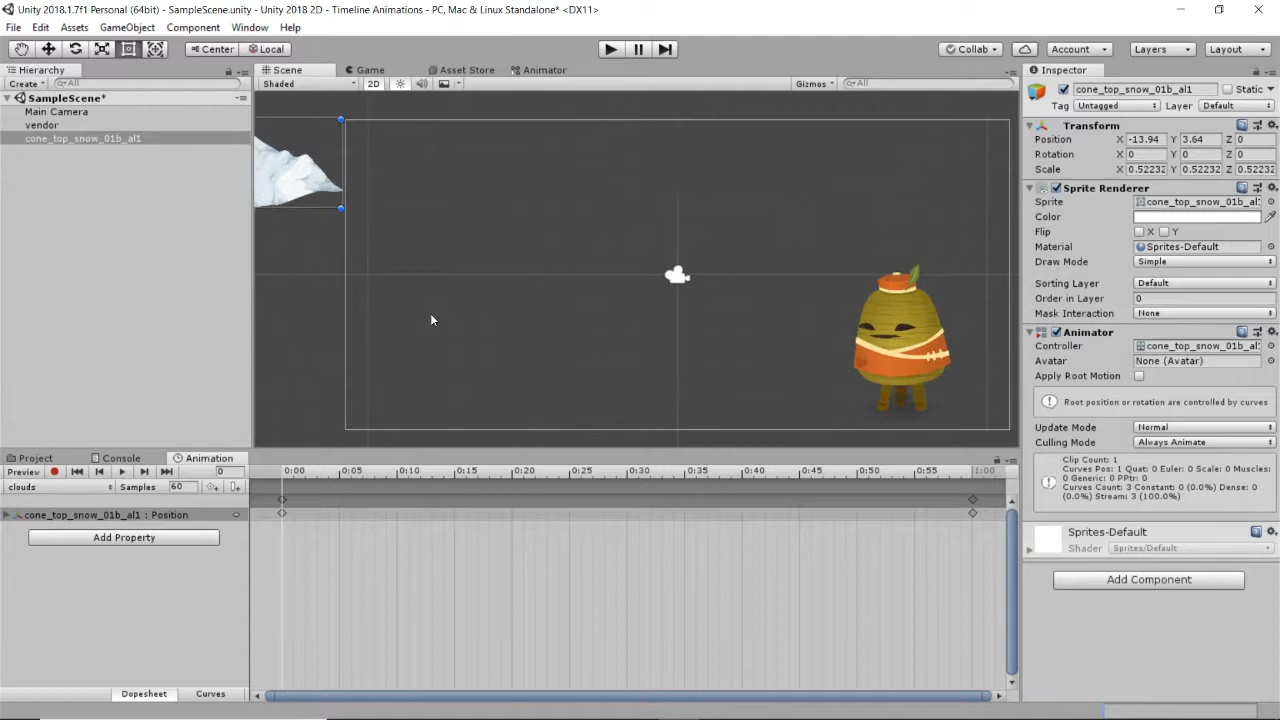 Unity 2018.1.7f1 Personal (64bit) - SampleScene.unity - Unity 2018 2D - Timeline Animations - PC, Mac & Linux Standalone* <DX11>
File Edit Assets GameObject Component Window Help
Center Local Collab Account Layers Layout
Hierarchy Scene Game Asset Store Animator Inspector
Create All Shaded 2D Gizmos All
cone_top_snow_01b_al1 Static
SampleScene*
Tag Untagged Layer Default
Main Camera
vendor
Transform
cone_top_snow_01b_al1
Position X -13.94 Y 3.64 Z 0
Rotation X 0 Y 0 Z 0
Scale X 0.52232 Y 0.52232 Z 0.52232
Sprite Renderer
Sprite cone_top_snow_01b_al
Color
Flip X Y
Material Sprites-Default
Draw Mode Simple
Sorting Layer Default
Order in Layer 0
Mask Interaction None
Animator
Controller cone_top_snow_01b_al
Avatar None (Avatar)
Apply Root Motion
Root position or rotation are controlled by curves
Update Mode Normal
Culling Mode Always Animate
Clip Count: 1
Curves Pos: 1 Quat: 0 Euler: 0 Scale: 0 Muscles:
0 Generic: 0 PPtr: 0
Curves Count: 3 Constant: 0 (0.0%) Dense: 0
(0.0%) Stream: 3 (100.0%)
Sprites-Default
Shader Sprites/Default
Add Component
Project Console Animation
Preview 0 0:00 0:05 0:10 0:15 0:20 0:25 0:30 0:35 0:40 0:45 0:50 0:55 1:00
clouds Samples 60
cone_top_snow_01b_al1 : Position
Add Property
Dopesheet Curves